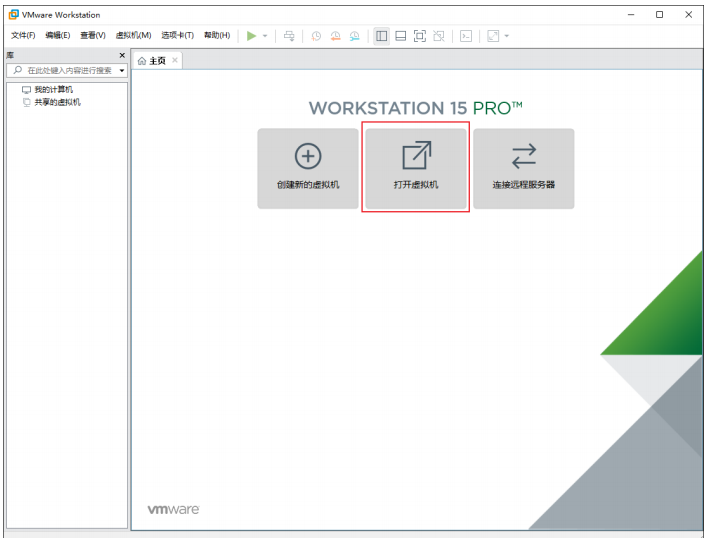 VMware Workstation
文件(F) 编辑(E) 查看(V) 虚拟机(M) 选项卡(T) 帮助(H)
库
在此处键入内容进行搜索
我的计算机
共享的虚拟机
主页
WORKSTATION 15 PRO™
创建新的虚拟机
打开虚拟机
连接远程服务器
vmware